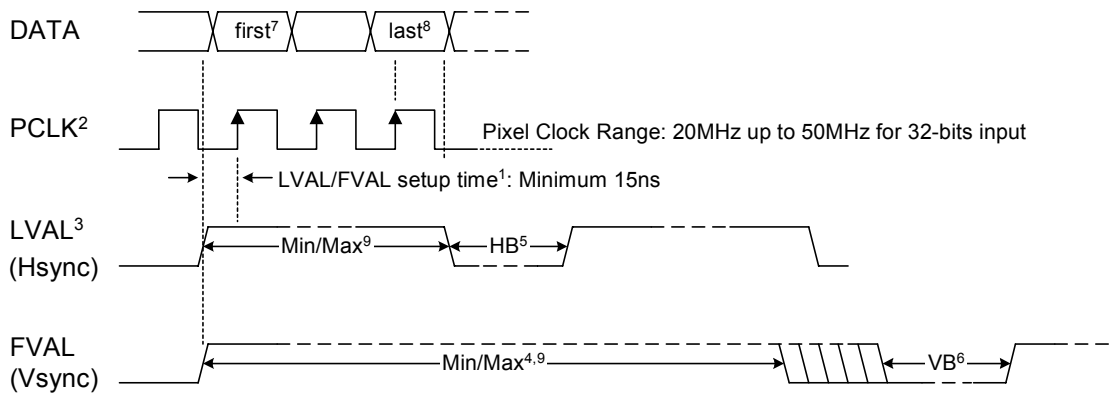 DATA
first⁷
last⁸
PCLK²
Pixel Clock Range: 20MHz up to 50MHz for 32-bits input
LVAL/FVAL setup time¹: Minimum 15ns
LVAL³
(Hsync)
Min/Max⁹
HB⁵
FVAL
(Vsync)
Min/Max⁴,⁹
VB⁶